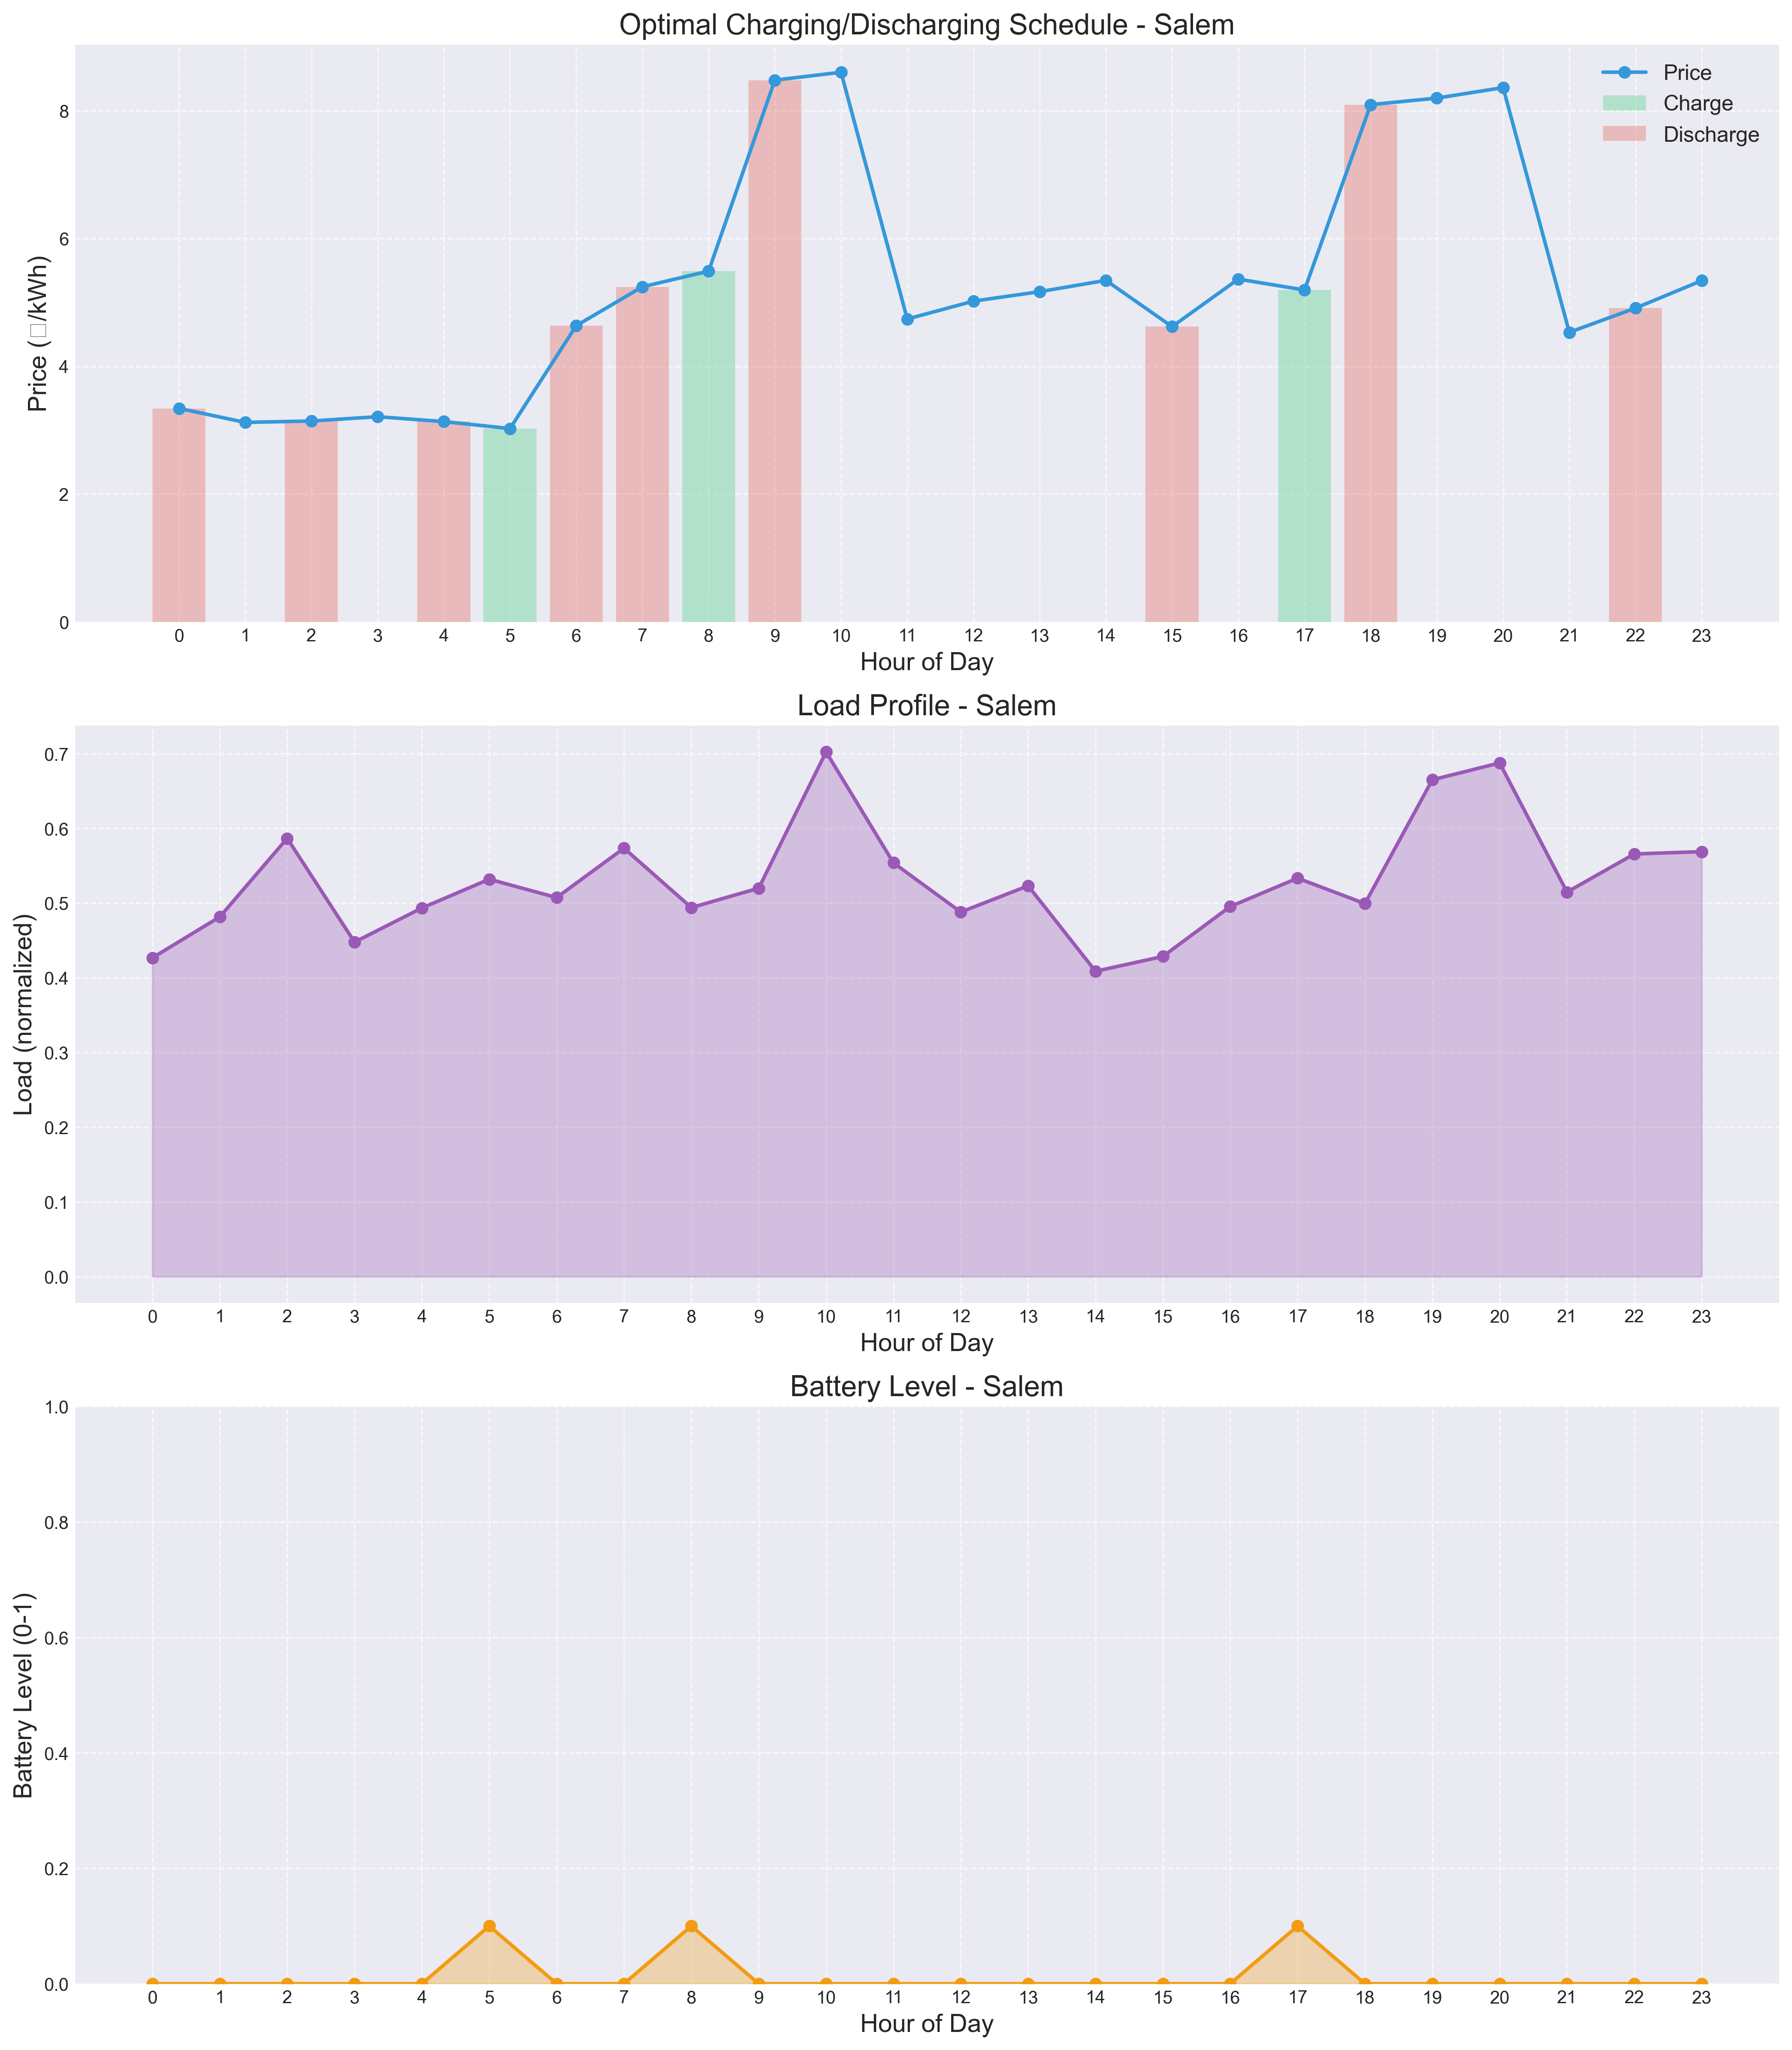 Optimal Charging/Discharging Schedule - Salem
Price (□/kWh)
8
6
4
2
0
Price
Charge
Discharge
0 1 2 3 4 5 6 7 8 9 10 11 12 13 14 15 16 17 18 19 20 21 22 23
Hour of Day
Load Profile - Salem
Load (normalized)
0.7
0.6
0.5
0.4
0.3
0.2
0.1
0.0
0 1 2 3 4 5 6 7 8 9 10 11 12 13 14 15 16 17 18 19 20 21 22 23
Hour of Day
Battery Level - Salem
Battery Level (0-1)
1.0
0.8
0.6
0.4
0.2
0.0
0 1 2 3 4 5 6 7 8 9 10 11 12 13 14 15 16 17 18 19 20 21 22 23
Hour of Day